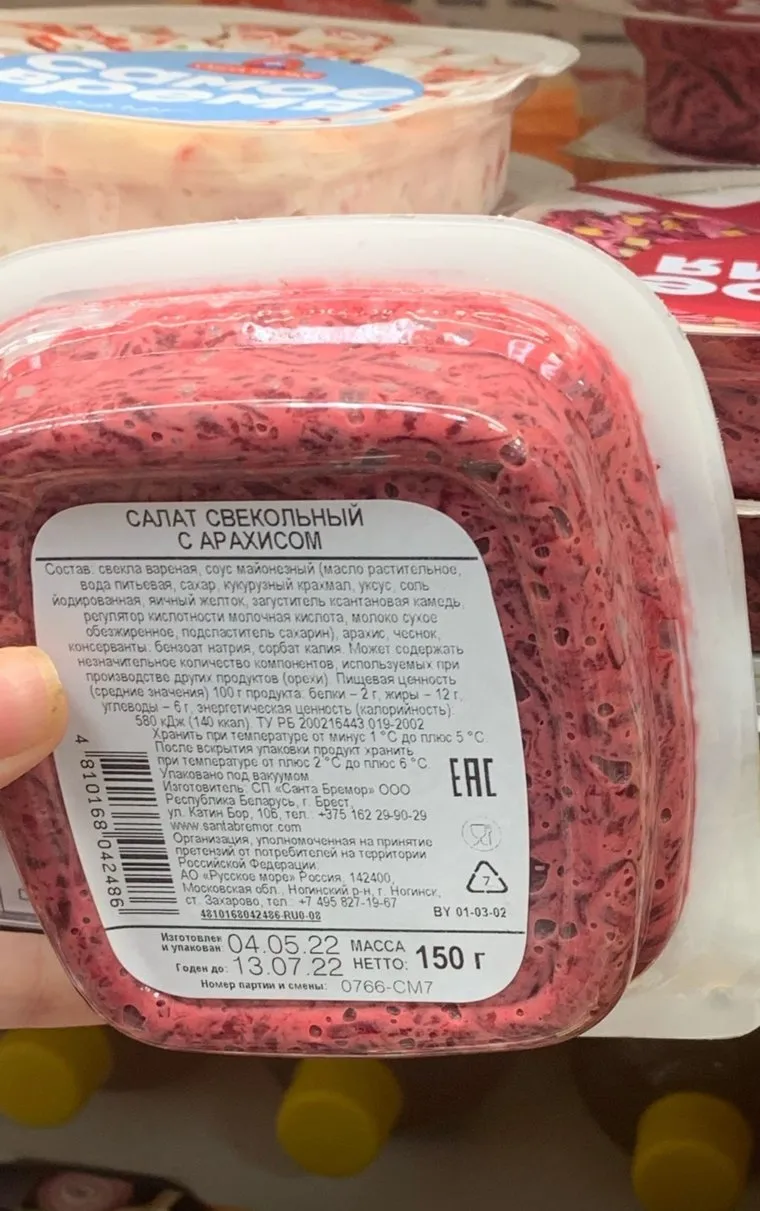 САЛАТ СВЕКОЛЬНЫЙ
С АРАХИСОМ
Состав: свекла вареная, соус майонезный (масло растительное,
вода питьевая, сахар, кукурузный крахмал, уксус, соль
йодированная, яичный желток, загуститель ксантановая камедь,
регулятор кислотности молочная кислота, молоко сухое
обезжиренное, подсластитель сахарин), арахис, чеснок,
консерванты: бензоат натрия, сорбат калия. Может содержать
незначительное количество компонентов, используемых при
производстве других продуктов (орехи). Пищевая ценность
(средние значения) 100 г продукта: белки – 2 г, жиры – 12 г,
углеводы – 6 г, энергетическая ценность (калорийность):
580 кДж (140 ккал). ТУ РБ 200216443.019-2002
Хранить при температуре от минус 1 °С до плюс 5 °С.
После вскрытия упаковки продукт хранить
при температуре от плюс 2 °С до плюс 6 °С.
Упаковано под вакуумом.
Изготовитель: СП «Санта Бремор» ООО
Республика Беларусь, г. Брест,
ул. Катин Бор, 106, тел.: +375 162 29-90-29
www.santabremor.com
Организация, уполномоченная на принятие
претензий от потребителей на территории
Российской Федерации:
АО «Русское море» Россия, 142400,
Московская обл., Ногинский р-н, г. Ногинск,
ст. Захарово, тел.: +7 495 827-19-67
4810168042486-RU0-08
4 810168 042486
EAC
7
BY 01-03-02
Изготовлен
и упакован: 04.05.22
Годен до: 13.07.22
МАССА
НЕТТО: 150 г
Номер партии и смены: 0766-СМ7